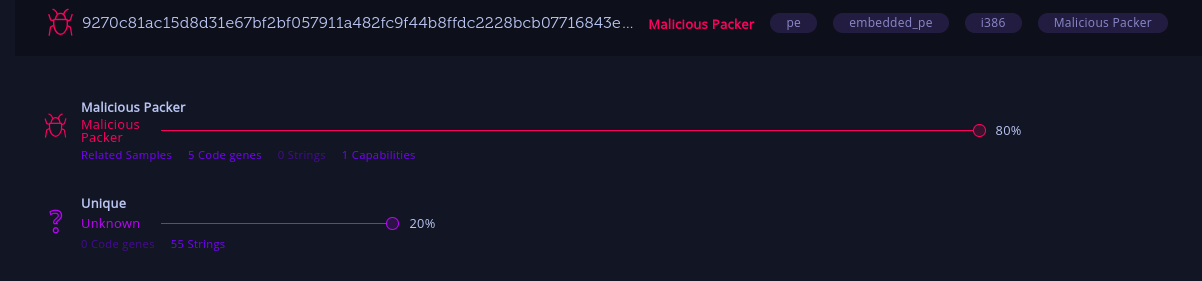 9270c81ac15d8d31e67bf2bf057911a482fc9f44b8ffdc2228bcb07716843e... Malicious Packer pe embedded_pe i386 Malicious Packer
Malicious Packer
Malicious
Packer
80%
Related Samples 5 Code genes 0 Strings 1 Capabilities
Unique
Unknown 20%
0 Code genes 55 Strings